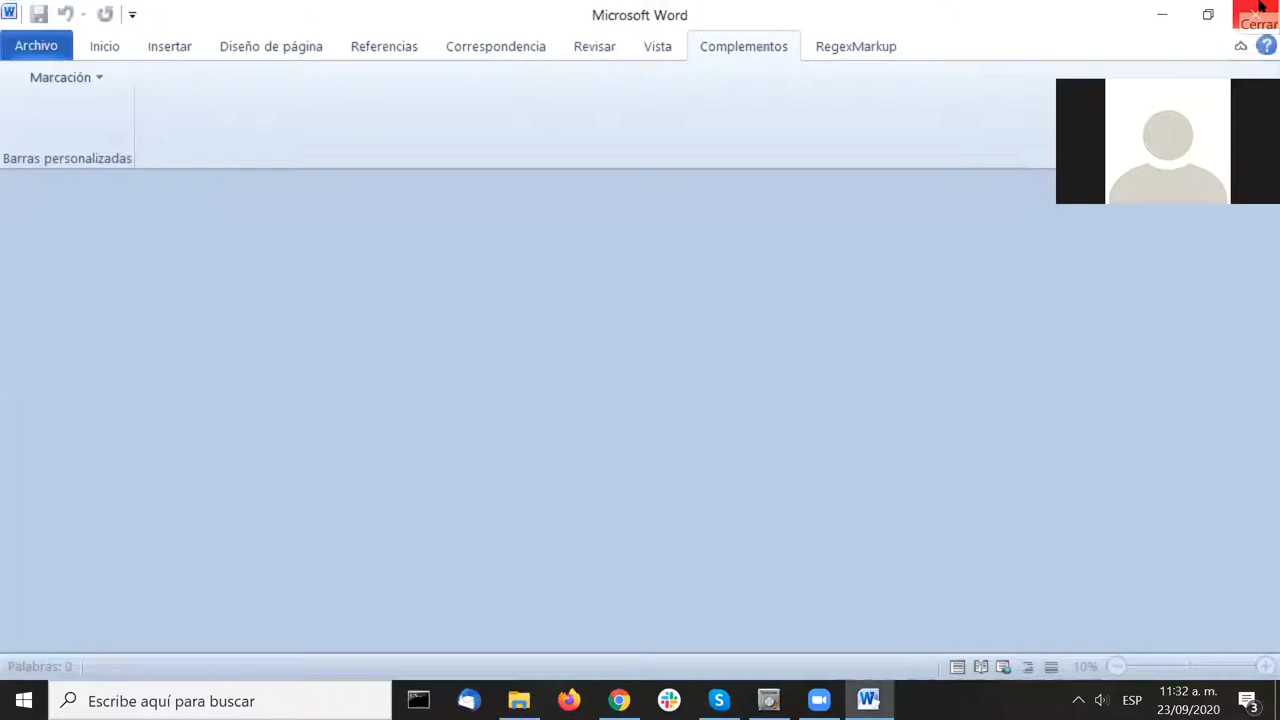 Microsoft Word
Cerrar
Archivo Inicio Insertar Diseño de página Referencias Correspondencia Revisar Vista Complementos RegexMarkup
Marcación
Barras personalizadas
Palabras: 0
10%
Escribe aquí para buscar
ESP
11:32 a. m.
23/09/2020
3